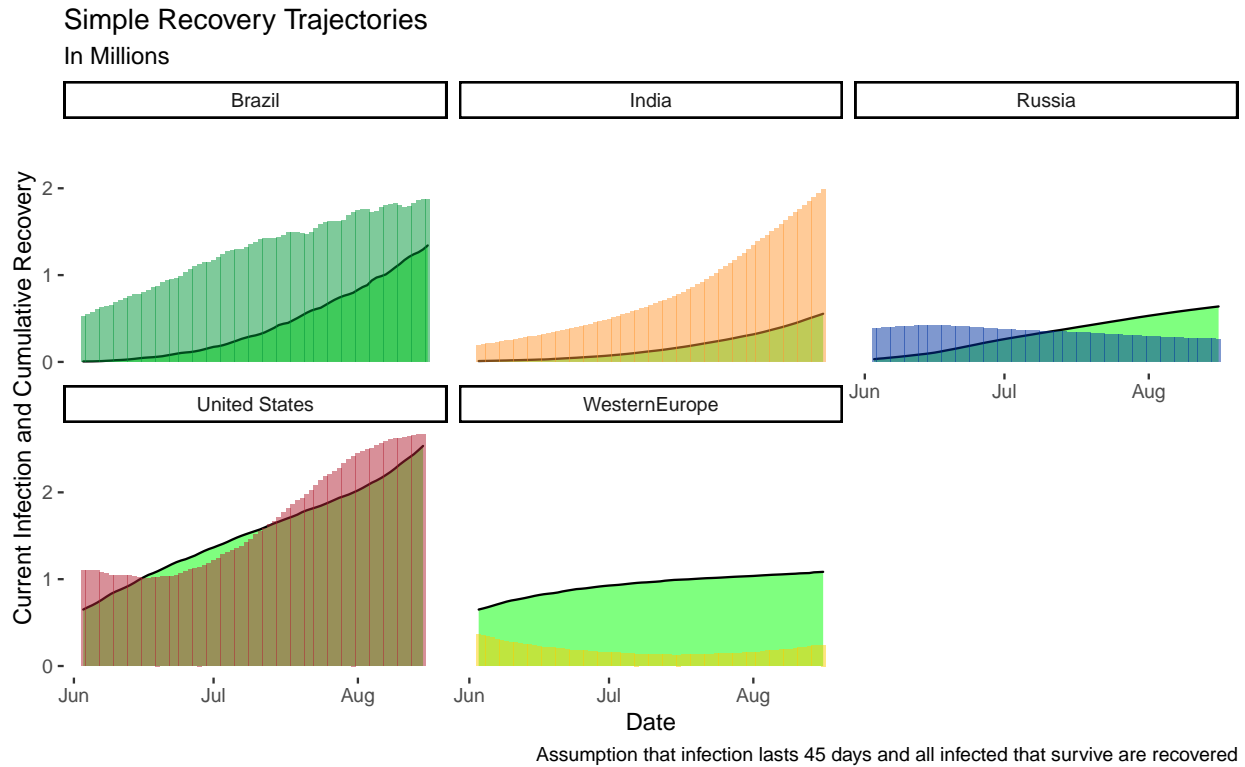 Simple Recovery Trajectories
In Millions
Brazil
India
Russia
Current Infection and Cumulative Recovery
2
1
0
Jun
Jul
Aug
United States
WesternEurope
2
1
0
Jun
Jul
Aug
Jun
Jul
Aug
Date
Assumption that infection lasts 45 days and all infected that survive are recovered